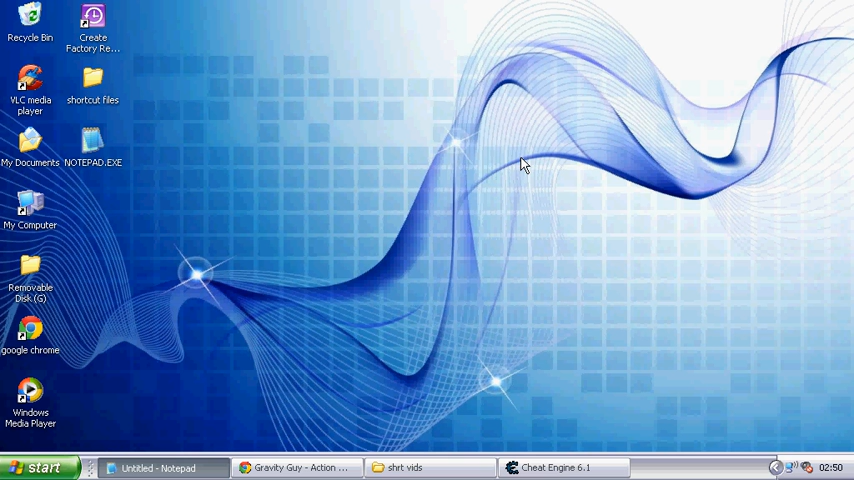 Recycle Bin
Create
Factory Re...
VLC media
player
shortcut files
My Documents
NOTEPAD.EXE
My Computer
Removable
Disk (G)
google chrome
Windows
Media Player
start
Untitled - Notepad
Gravity Guy - Action ...
shrt vids
Cheat Engine 6.1
02:50